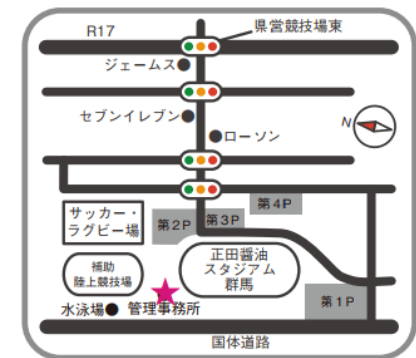 R17
県営競技場東
ジェームス
セブンイレブン
ローソン
N
サッカー・
ラグビー場
第2P
第3P
第4P
補助
陸上競技場
正田醤油
スタジアム
群馬
第1P
水泳場
管理事務所
国体道路